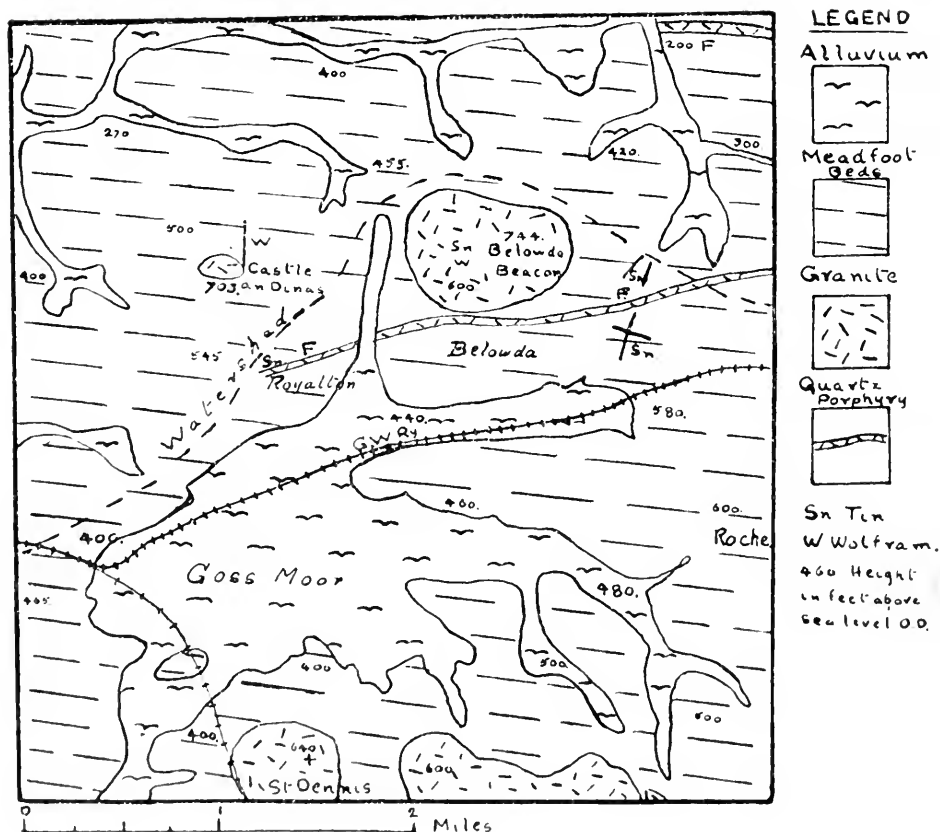 LEGEND
Alluvium
Meadfoot
Beds
Granite
Quartz
Porphyry
Sn Tin
W Wolfram.
460 Height
in feet above
sea level O.D.
200 F
400
270
420.
300.
455.
500
W
744.
Sn Belowda
W Beacon
600
400
Castle
703. an Dinas
Sn
F.
Sn
545
Watershed
Sn
F
Royalton
Belowda
440.
580.
G.W.Ry
460.
600.
Roche
400.
Goss Moor
480.
465.
400
500.
500
400.
640
600
St Dennis
0 1 2 Miles